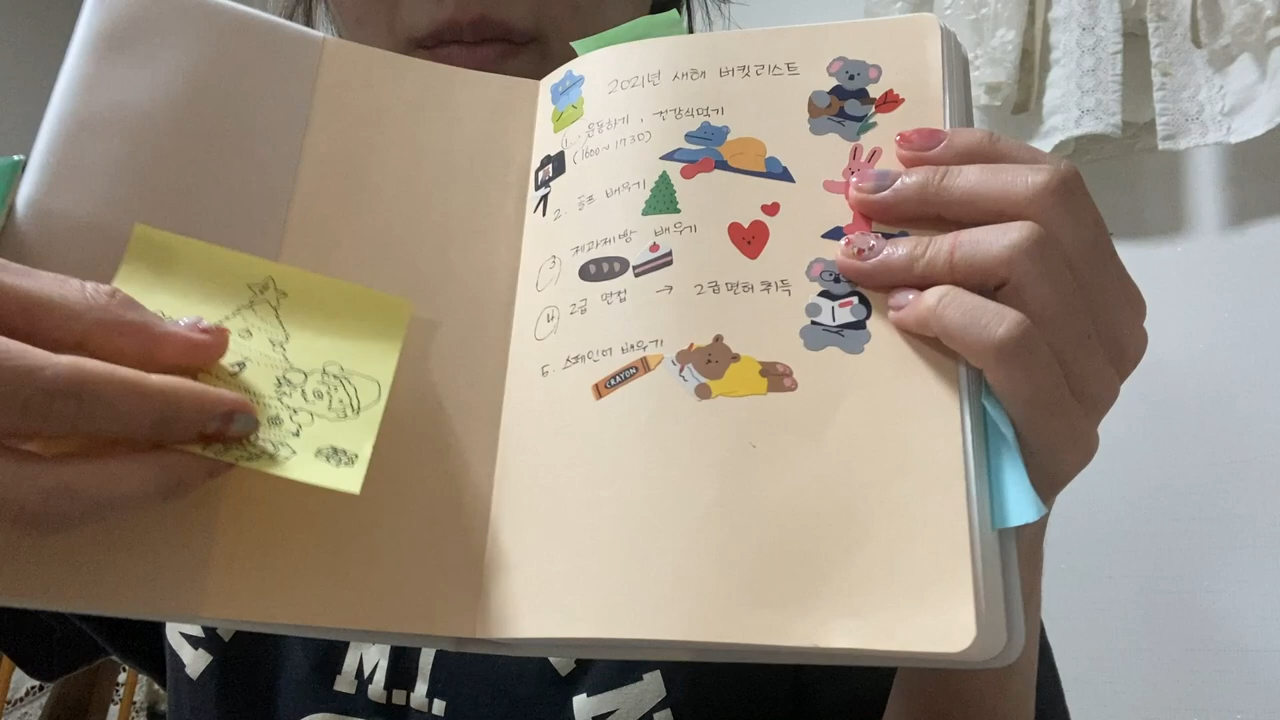 2021년 새해 버킷리스트
1. 운동하기, 건강식먹기
(1600~1730)
2. 골프 배우기
3 제과제빵 배우기
4 2급 면접 → 2급면허취득
5. 스페인어 배우기
CRAYON
M.I.